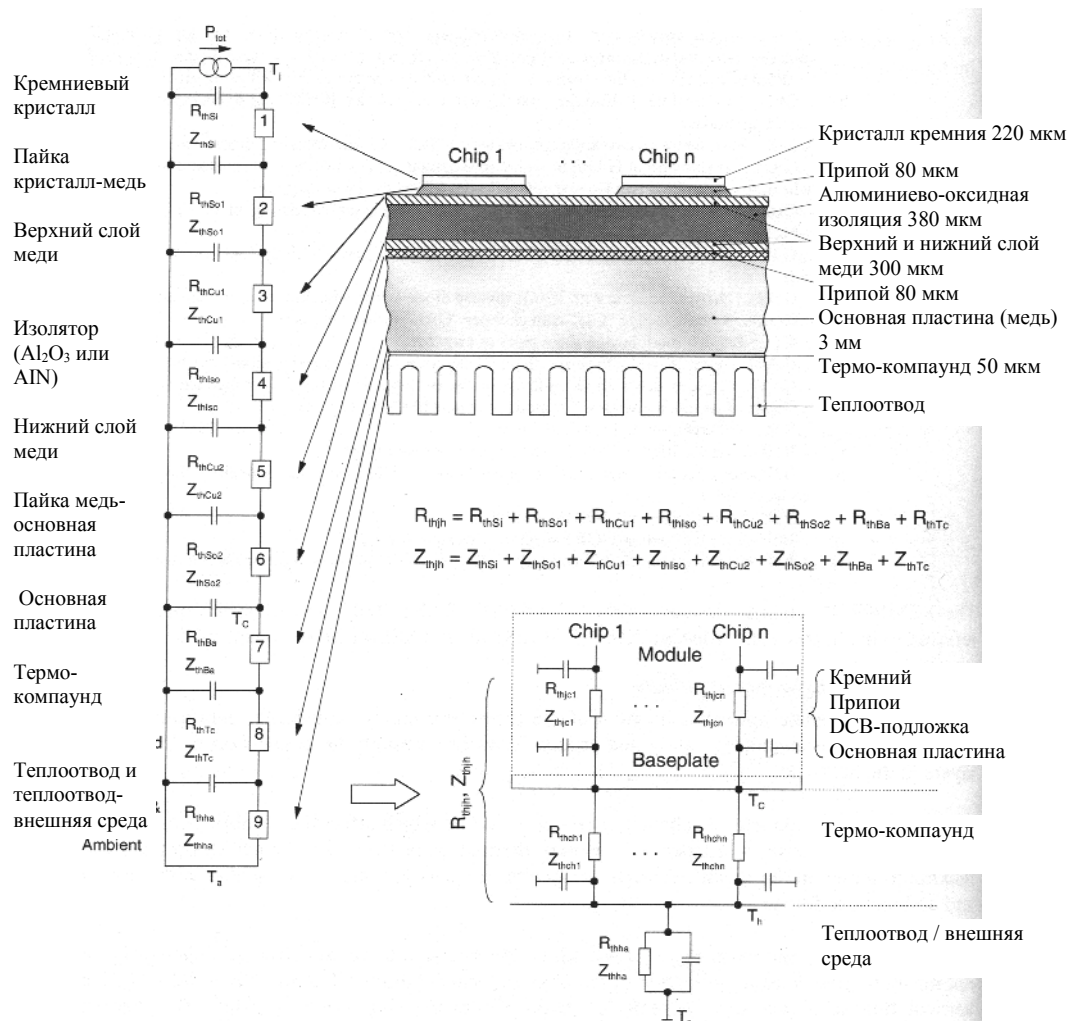 P_tot
T_j
Кремниевый
кристалл
R_thSi
Z_thSi
1
Пайка
кристалл-медь
R_thSo1
Z_thSo1
2
Верхний слой
меди
R_thCu1
Z_thCu1
3
Изолятор
(Al₂O₃ или
AlN)
R_thIso
Z_thIso
4
Нижний слой
меди
R_thCu2
Z_thCu2
5
Пайка медь-
основная
пластина
R_thSo2
Z_thSo2
6
T_C
Основная
пластина
R_thBa
Z_thBa
7
Термо-
компаунд
R_thTc
Z_thTc
8
Теплоотвод и
теплоотвод-
внешняя среда
Ambient
R_thha
Z_thha
9
T_a
Chip 1 . . . Chip n
Кристалл кремния 220 мкм
Припой 80 мкм
Алюминиево-оксидная
изоляция 380 мкм
Верхний и нижний слой
меди 300 мкм
Припой 80 мкм
Основная пластина (медь)
3 мм
Термо-компаунд 50 мкм
Теплоотвод
R_thjh = R_thSi + R_thSo1 + R_thCu1 + R_thIso + R_thCu2 + R_thSo2 + R_thBa + R_thTc
Z_thjh = Z_thSi + Z_thSo1 + Z_thCu1 + Z_thIso + Z_thCu2 + Z_thSo2 + Z_thBa + Z_thTc
Chip 1 Chip n
Module
R_thjc1 . . . R_thjcn
Z_thjc1 Z_thjcn
Baseplate
Кремний
Припои
DCB-подложка
Основная пластина
R_thjh, Z_thjh
T_C
R_thch1 . . . R_thchn
Z_thch1 Z_thchn
Термо-компаунд
T_h
R_thha
Z_thha
Теплоотвод / внешняя
среда